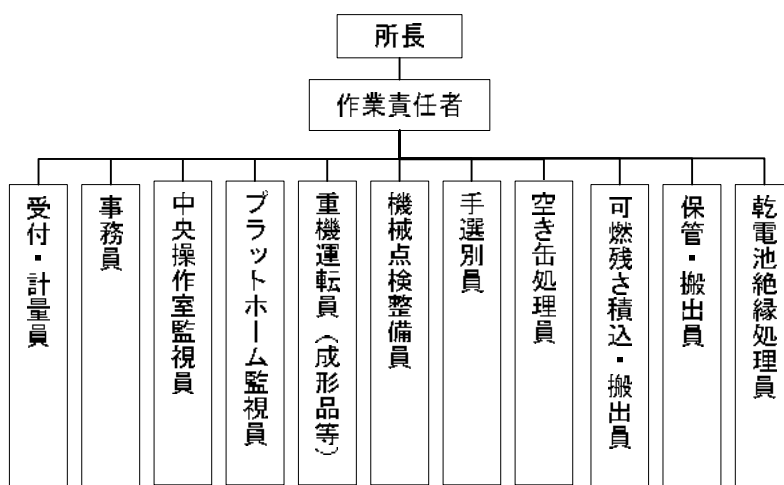 所長
作業責任者
受付・計量員
事務員
中央操作室監視員
プラットホーム監視員
重機運転員（成形品等）
機械点検整備員
手選別員
空き缶処理員
可燃残さ積込・搬出員
保管・搬出員
乾電池絶縁処理員